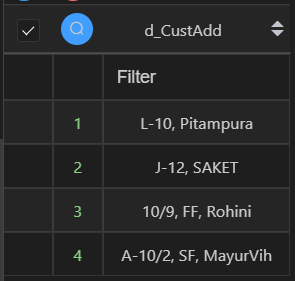 d_CustAdd
Filter
1 L-10, Pitampura
2 J-12, SAKET
3 10/9, FF, Rohini
4 A-10/2, SF, MayurVih